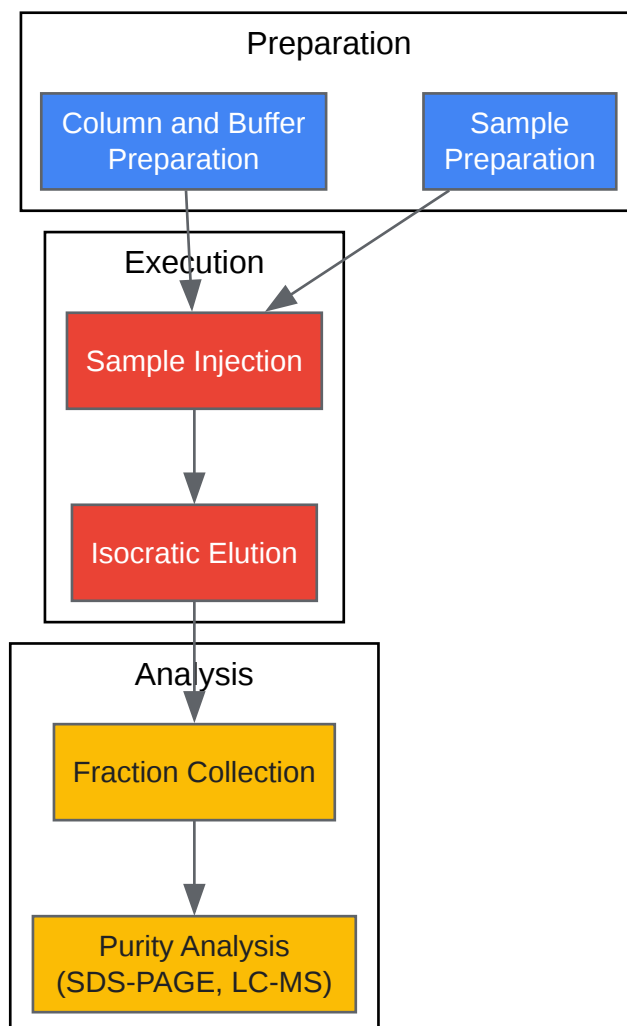 Preparation
Column and Buffer
Preparation
Sample
Preparation
Execution
Sample Injection
Isocratic Elution
Analysis
Fraction Collection
Purity Analysis
(SDS-PAGE, LC-MS)